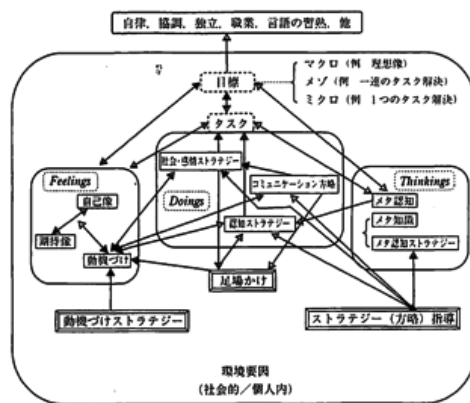 自律, 協調, 独立, 職業, 言語の習熟, 他
目標
マクロ（例　理想像）
メゾ（例　一連のタスク解決）
ミクロ（例　1つのタスク解決）
タスク
社会・感情ストラテジー
Feelings
自己像
期待像
動機づけ
Doings
コミュニケーション方略
認知ストラテジー
Thinkings
メタ認知
メタ知識
メタ認知ストラテジー
足場かけ
動機づけストラテジー
ストラテジー（方略）指導
環境要因
（社会的／個人内）